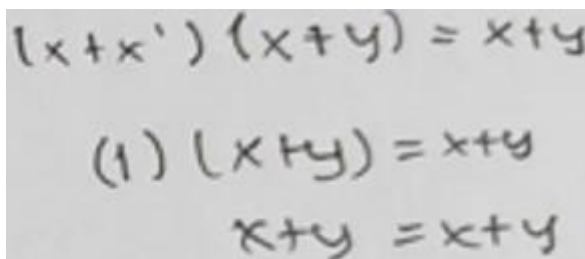 (x+x')(x+y) = x+y
(1)(x+y) = x+y
x+y = x+y